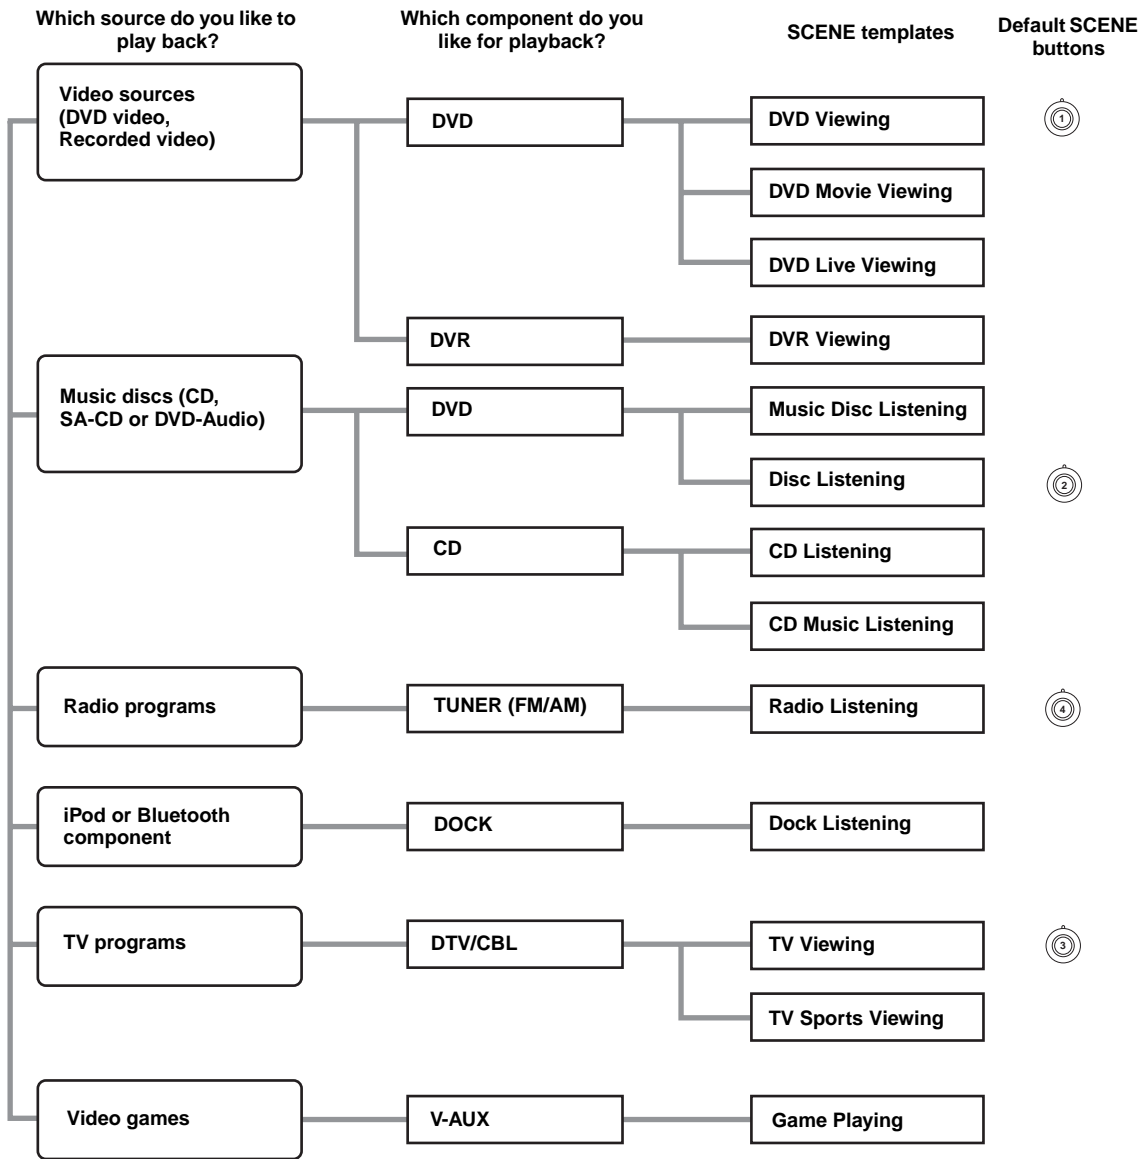 Which source do you like to
play back?
Which component do you
like for playback?
SCENE templates
Default SCENE
buttons
Video sources
(DVD video,
Recorded video)
DVD
DVD Viewing
1
DVD Movie Viewing
DVD Live Viewing
DVR
DVR Viewing
Music discs (CD,
SA-CD or DVD-Audio)
DVD
Music Disc Listening
Disc Listening
2
CD
CD Listening
CD Music Listening
Radio programs
TUNER (FM/AM)
Radio Listening
4
iPod or Bluetooth
component
DOCK
Dock Listening
TV programs
DTV/CBL
TV Viewing
3
TV Sports Viewing
Video games
V-AUX
Game Playing